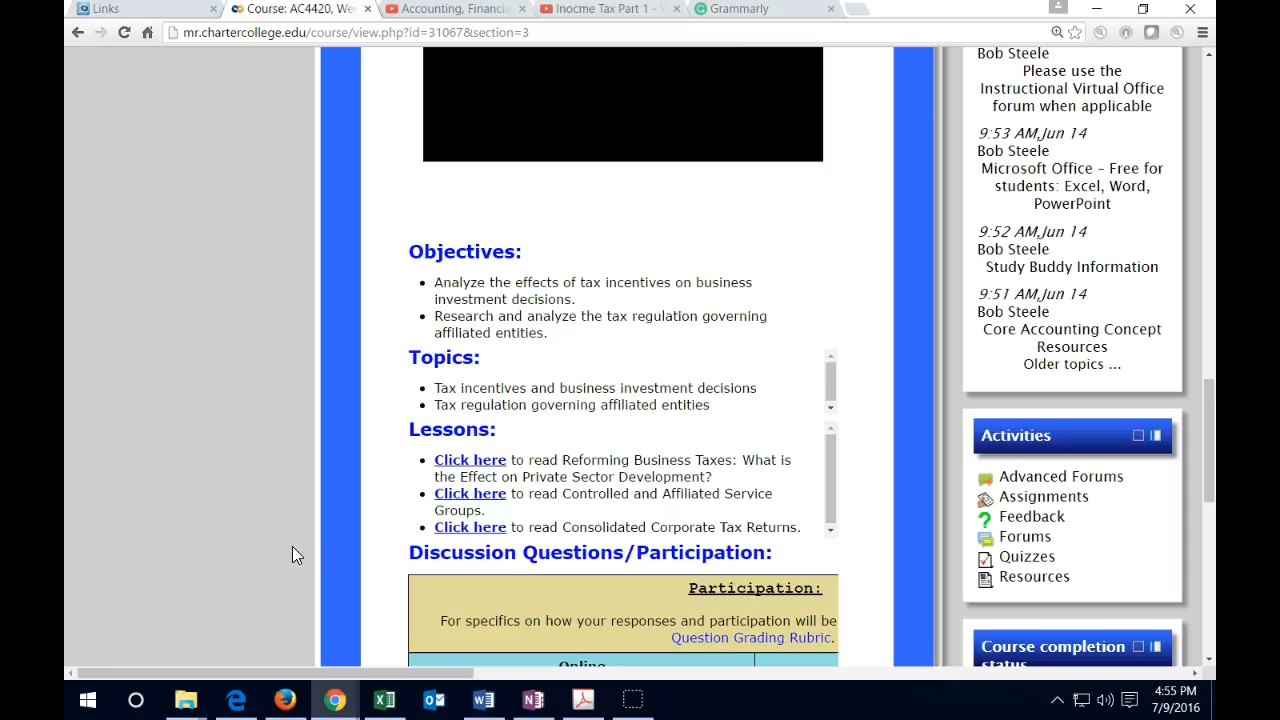 Links
Course: AC4420, We
Accounting, Financia
Inocme Tax Part 1 - Y
Grammarly
mr.chartercollege.edu/course/view.php?id=31067&section=3
Objectives:
Analyze the effects of tax incentives on business
investment decisions.
Research and analyze the tax regulation governing
affiliated entities.
Topics:
Tax incentives and business investment decisions
Tax regulation governing affiliated entities
Lessons:
Click here to read Reforming Business Taxes: What is
the Effect on Private Sector Development?
Click here to read Controlled and Affiliated Service
Groups.
Click here to read Consolidated Corporate Tax Returns.
Discussion Questions/Participation:
Participation:
For specifics on how your responses and participation will be
Question Grading Rubric.
Online
Bob Steele
Please use the
Instructional Virtual Office
forum when applicable
9:53 AM,Jun 14
Bob Steele
Microsoft Office – Free for
students: Excel, Word,
PowerPoint
9:52 AM,Jun 14
Bob Steele
Study Buddy Information
9:51 AM,Jun 14
Bob Steele
Core Accounting Concept
Resources
Older topics ...
Activities
Advanced Forums
Assignments
Feedback
Forums
Quizzes
Resources
Course completion
status
4:55 PM
7/9/2016